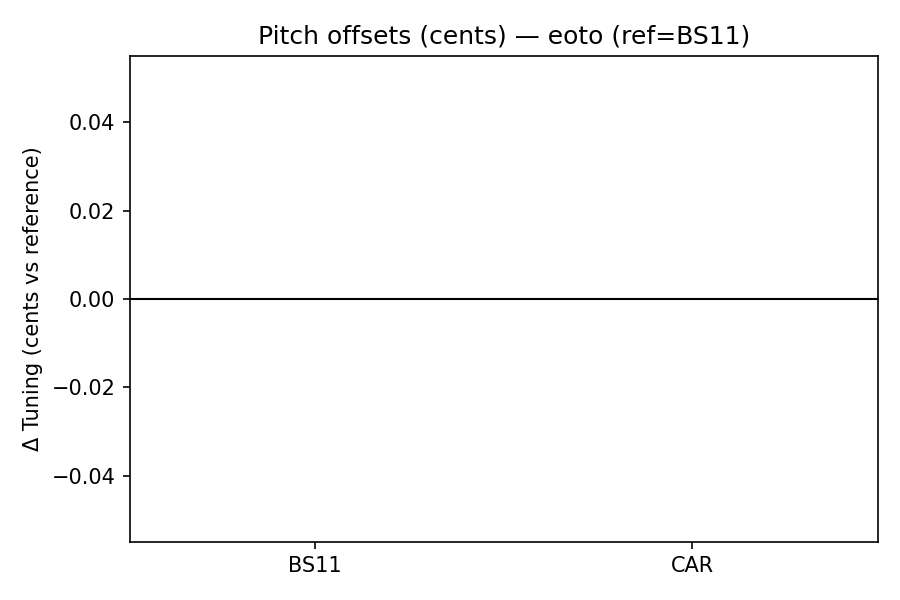 Pitch offsets (cents) — eoto (ref=BS11)
Δ Tuning (cents vs reference)
0.04
0.02
0.00
−0.02
−0.04
BS11
CAR